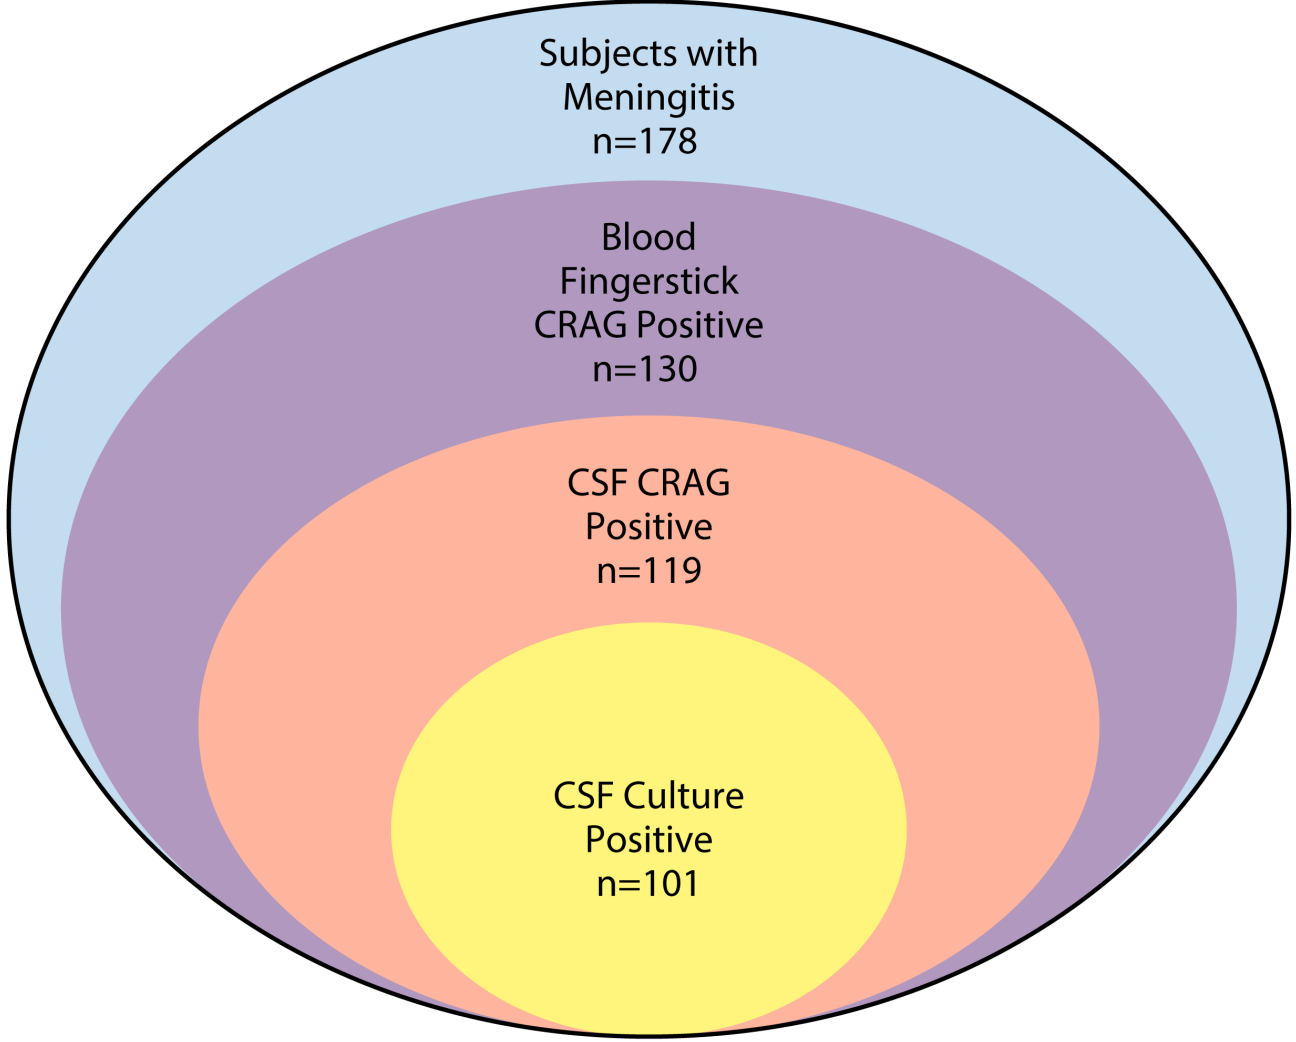 Subjects with
Meningitis
n=178
Blood
Fingerstick
CRAG Positive
n=130
CSF CRAG
Positive
n=119
CSF Culture
Positive
n=101